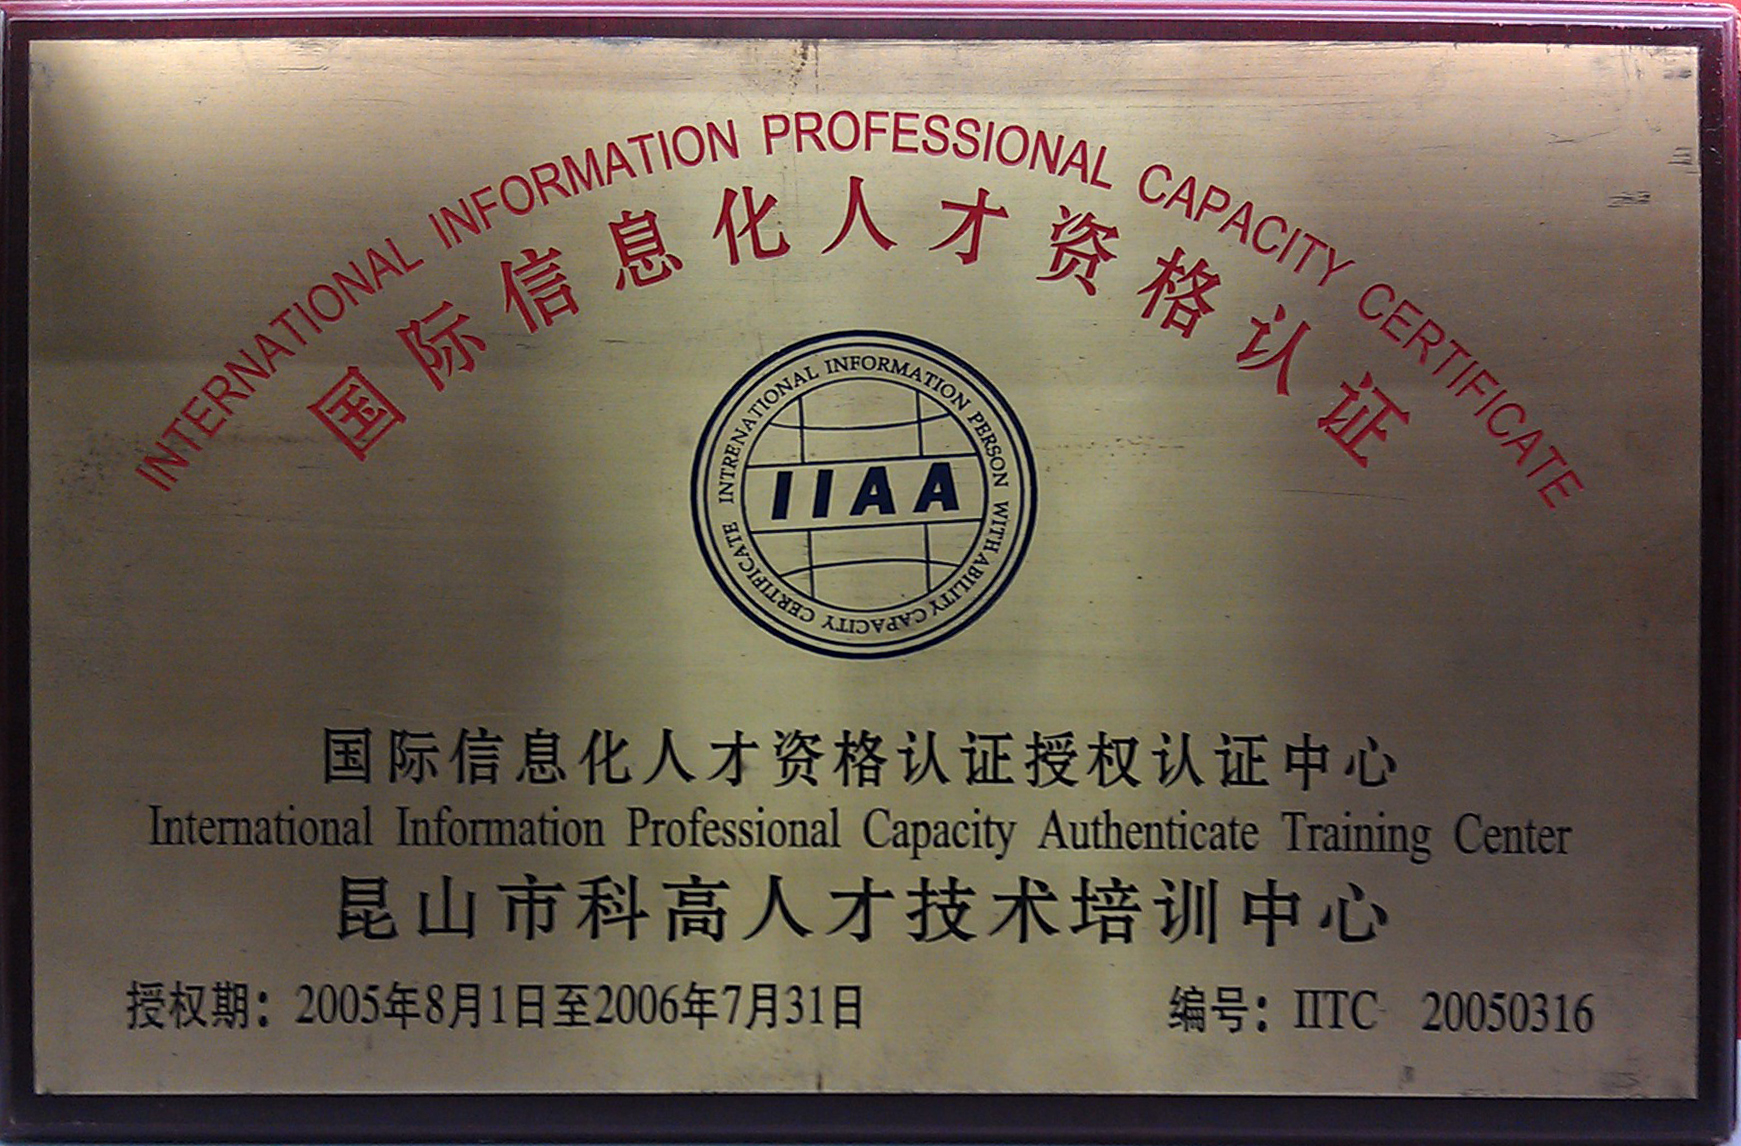 INTERNATIONAL INFORMATION PROFESSIONAL CAPACITY CERTIFICATE
国际信息化人才资格认证
INTRENATIONAL INFORMATION PERSON WITH ABILITY CAPACITY CERTIFICATE
IIAA
国际信息化人才资格认证授权认证中心
International Information Professional Capacity Authenticate Training Center
昆山市科高人才技术培训中心
授权期：2005年8月1日至2006年7月31日
编号：IITC 20050316